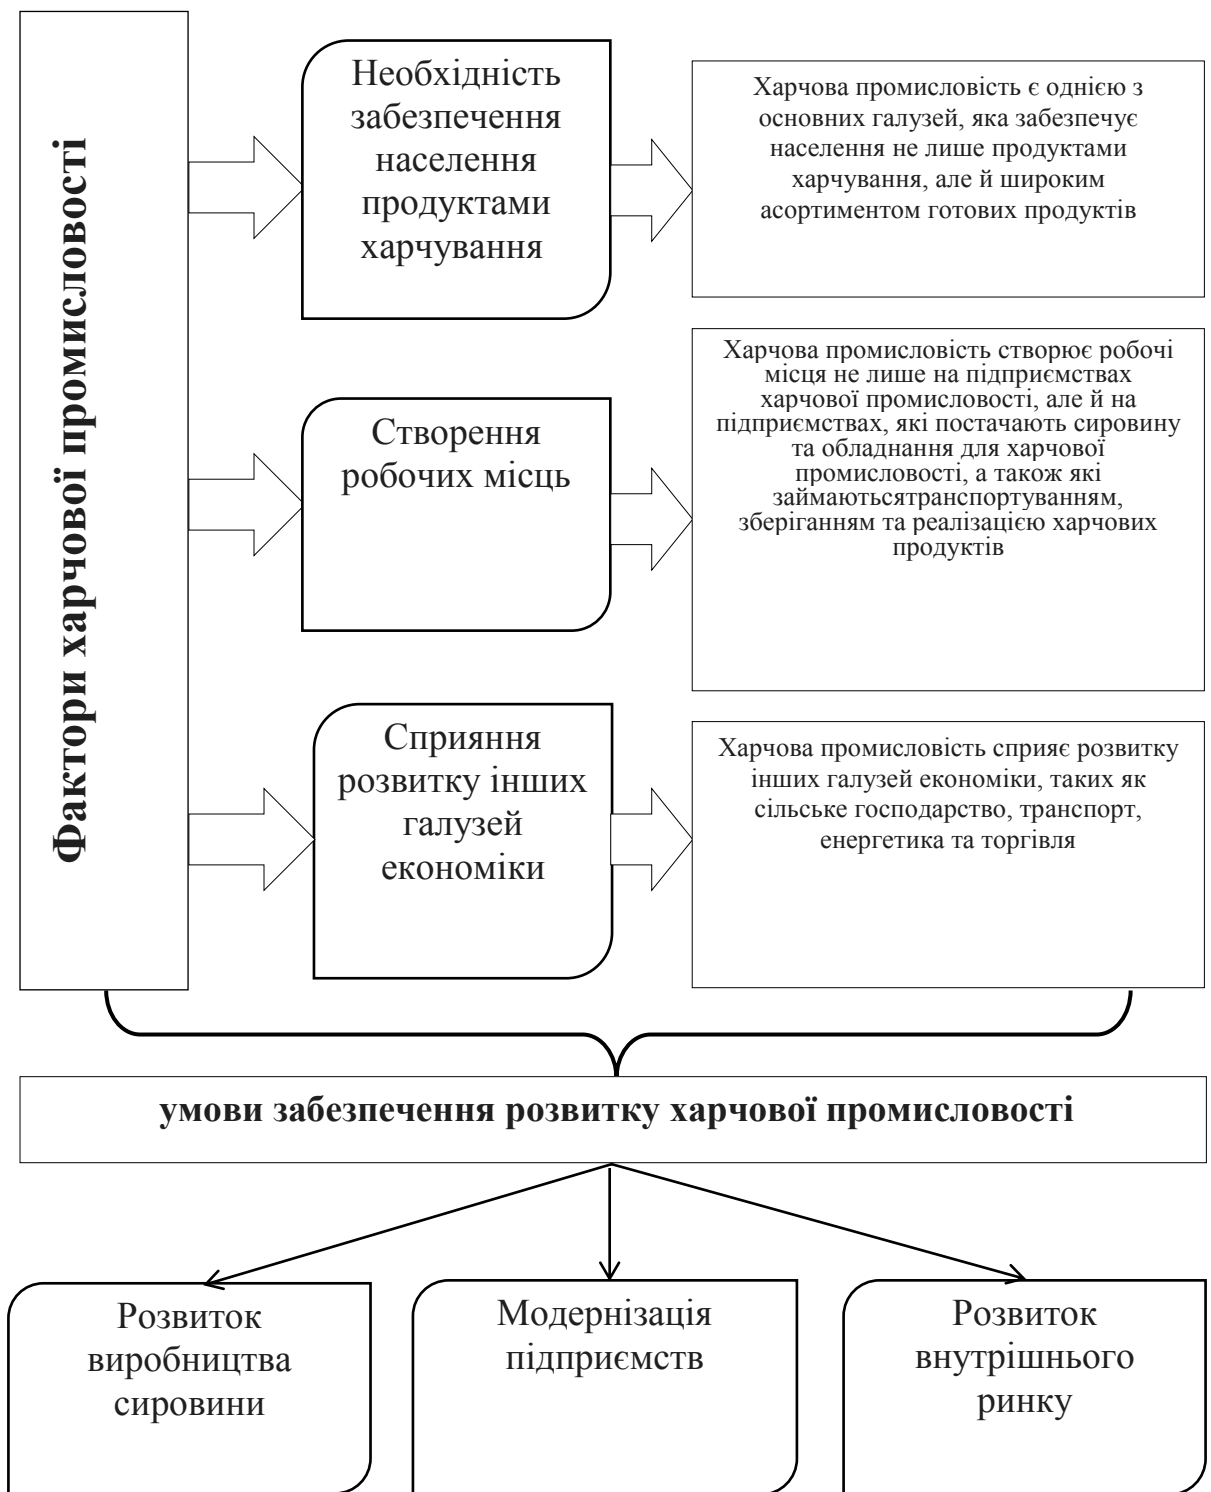 Фактори харчової промисловості
Необхідність
забезпечення
населення
продуктами
харчування
Харчова промисловість є однією з
основних галузей, яка забезпечує
населення не лише продуктами
харчування, але й широким
асортиментом готових продуктів
Створення
робочих місць
Харчова промисловість створює робочі
місця не лише на підприємствах
харчової промисловості, але й на
підприємствах, які постачають сировину
та обладнання для харчової
промисловості, а також які
займаютьсятранспортуванням,
зберіганням та реалізацією харчових
продуктів
Сприяння
розвитку інших
галузей
економіки
Харчова промисловість сприяє розвитку
інших галузей економіки, таких як
сільське господарство, транспорт,
енергетика та торгівля
умови забезпечення розвитку харчової промисловості
Розвиток
виробництва
сировини
Модернізація
підприємств
Розвиток
внутрішнього
ринку